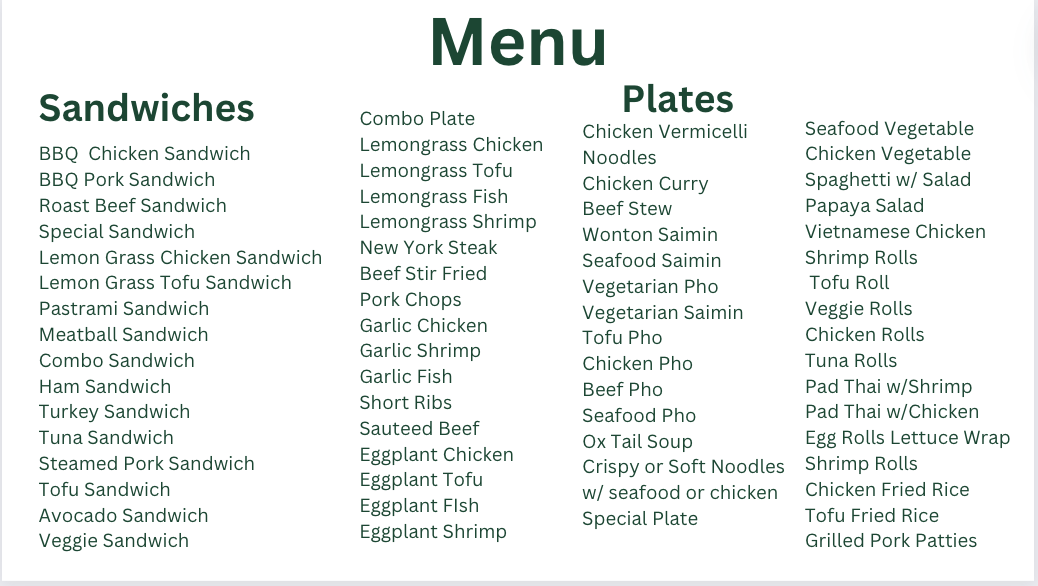 Menu
Sandwiches
BBQ  Chicken Sandwich
BBQ Pork Sandwich
Roast Beef Sandwich
Special Sandwich
Lemon Grass Chicken Sandwich
Lemon Grass Tofu Sandwich
Pastrami Sandwich
Meatball Sandwich
Combo Sandwich
Ham Sandwich
Turkey Sandwich
Tuna Sandwich
Steamed Pork Sandwich
Tofu Sandwich
Avocado Sandwich
Veggie Sandwich
Plates
Combo Plate
Lemongrass Chicken
Lemongrass Tofu
Lemongrass Fish
Lemongrass Shrimp
New York Steak
Beef Stir Fried
Pork Chops
Garlic Chicken
Garlic Shrimp
Garlic Fish
Short Ribs
Sauteed Beef
Eggplant Chicken
Eggplant Tofu
Eggplant FIsh
Eggplant Shrimp
Chicken Vermicelli
Noodles
Chicken Curry
Beef Stew
Wonton Saimin
Seafood Saimin
Vegetarian Pho
Vegetarian Saimin
Tofu Pho
Chicken Pho
Beef Pho
Seafood Pho
Ox Tail Soup
Crispy or Soft Noodles
w/ seafood or chicken
Special Plate
Seafood Vegetable
Chicken Vegetable
Spaghetti w/ Salad
Papaya Salad
Vietnamese Chicken
Shrimp Rolls
Tofu Roll
Veggie Rolls
Chicken Rolls
Tuna Rolls
Pad Thai w/Shrimp
Pad Thai w/Chicken
Egg Rolls Lettuce Wrap
Shrimp Rolls
Chicken Fried Rice
Tofu Fried Rice
Grilled Pork Patties